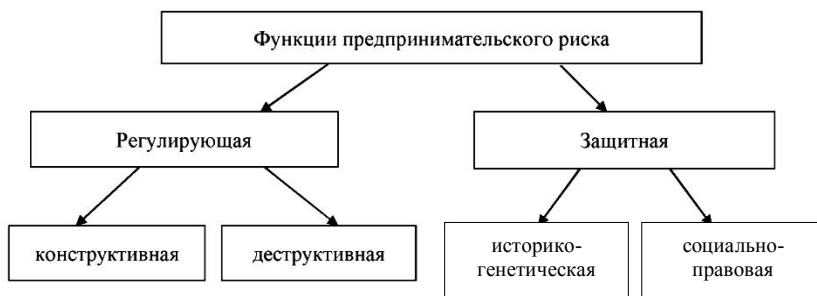 Функции предпринимательского риска
Регулирующая
Защитная
конструктивная
деструктивная
историко-
генетическая
социально-
правовая